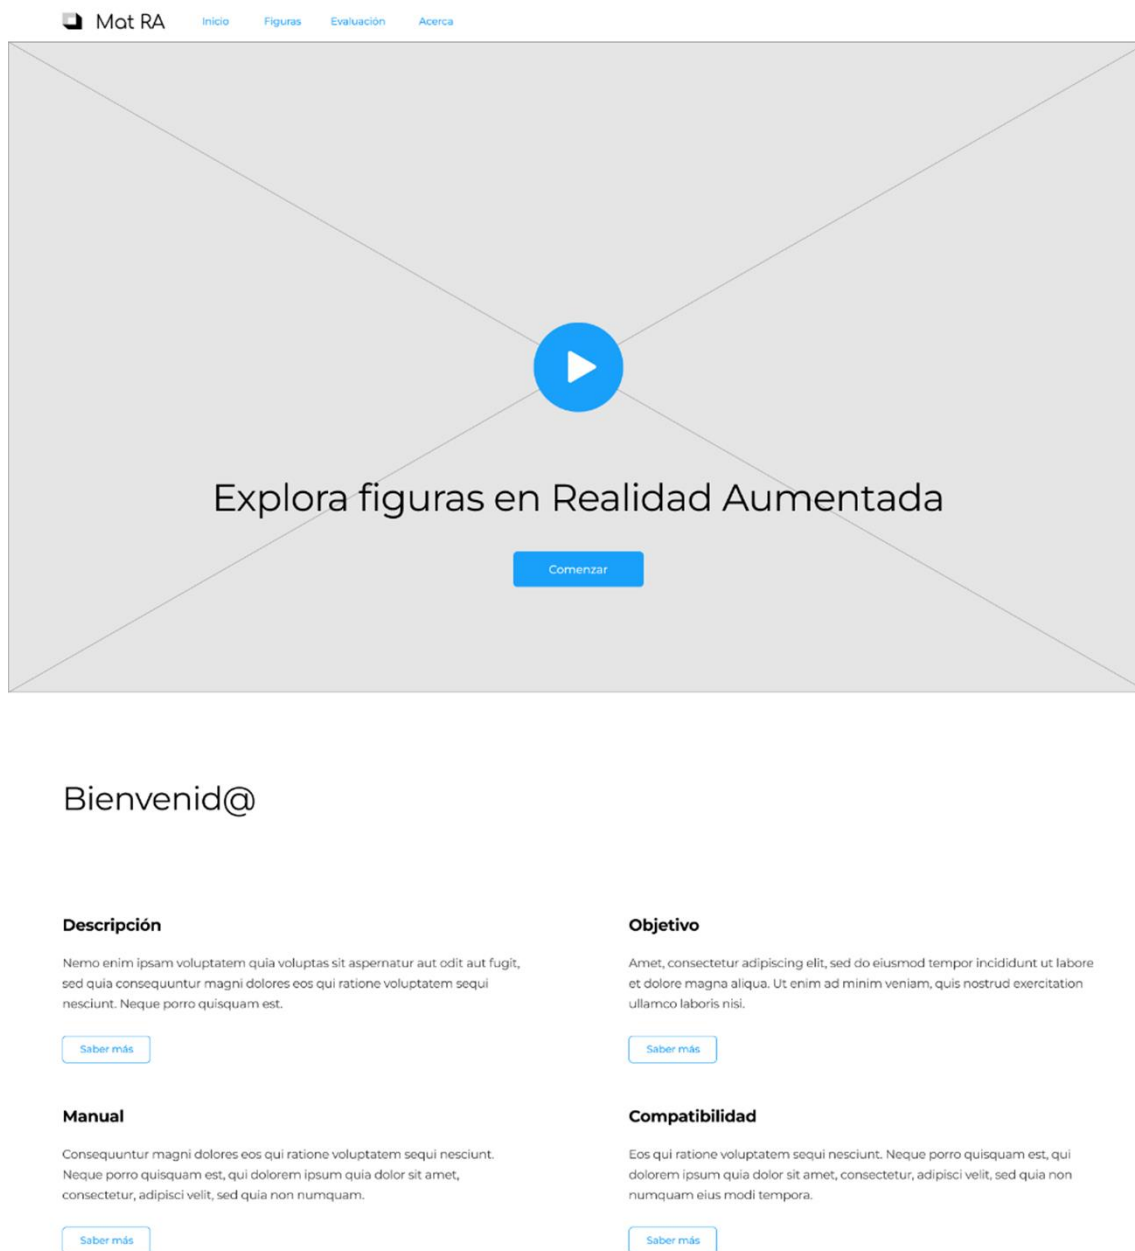 Mat RA
Inicio Figuras Evaluación Acerca
Explora figuras en Realidad Aumentada
Comenzar
Bienvenid@
Descripción
Nemo enim ipsam voluptatem quia voluptas sit aspernatur aut odit aut fugit,
sed quia consequuntur magni dolores eos qui ratione voluptatem sequi
nesciunt. Neque porro quisquam est.
Saber más
Objetivo
Amet, consectetur adipiscing elit, sed do eiusmod tempor incididunt ut labore
et dolore magna aliqua. Ut enim ad minim veniam, quis nostrud exercitation
ullamco laboris nisi.
Saber más
Manual
Consequuntur magni dolores eos qui ratione voluptatem sequi nesciunt.
Neque porro quisquam est, qui dolorem ipsum quia dolor sit amet,
consectetur, adipisci velit, sed quia non numquam.
Saber más
Compatibilidad
Eos qui ratione voluptatem sequi nesciunt. Neque porro quisquam est, qui
dolorem ipsum quia dolor sit amet, consectetur, adipisci velit, sed quia non
numquam eius modi tempora.
Saber más